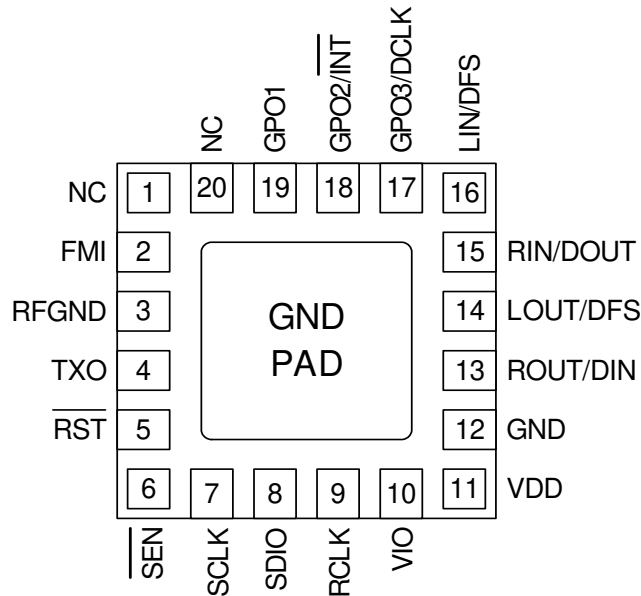 NC
GPO1
GPO2/INT
GPO3/DCLK
LIN/DFS
NC
1
20
19
18
17
16
FMI
2
15
RIN/DOUT
RFGND
3
GND
PAD
14
LOUT/DFS
TXO
4
13
ROUT/DIN
RST
5
12
GND
6
7
8
9
10
11
VDD
SEN
SCLK
SDIO
RCLK
VIO